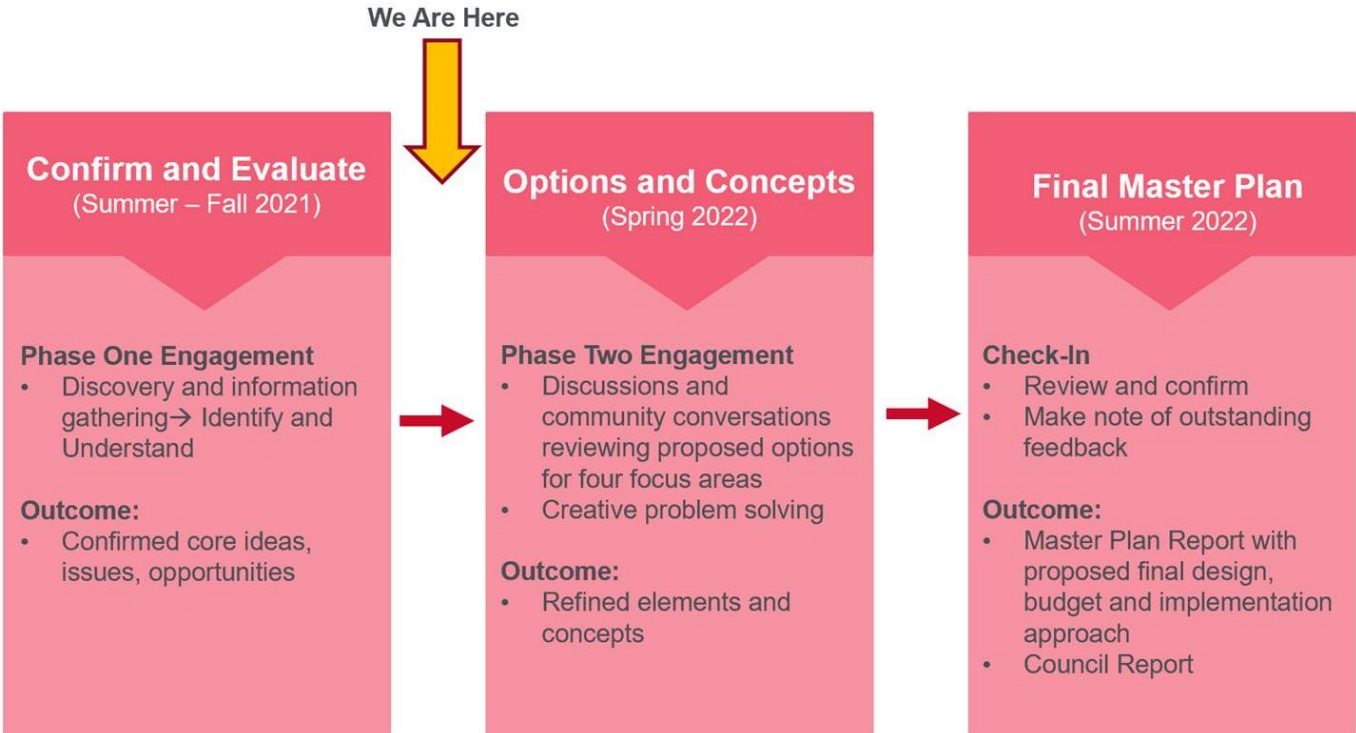 We Are Here
Confirm and Evaluate
(Summer – Fall 2021)
Phase One Engagement
• Discovery and information
gathering→ Identify and
Understand
Outcome:
• Confirmed core ideas,
issues, opportunities
Options and Concepts
(Spring 2022)
Phase Two Engagement
• Discussions and
community conversations
reviewing proposed options
for four focus areas
• Creative problem solving
Outcome:
• Refined elements and
concepts
Final Master Plan
(Summer 2022)
Check-In
• Review and confirm
• Make note of outstanding
feedback
Outcome:
• Master Plan Report with
proposed final design,
budget and implementation
approach
• Council Report